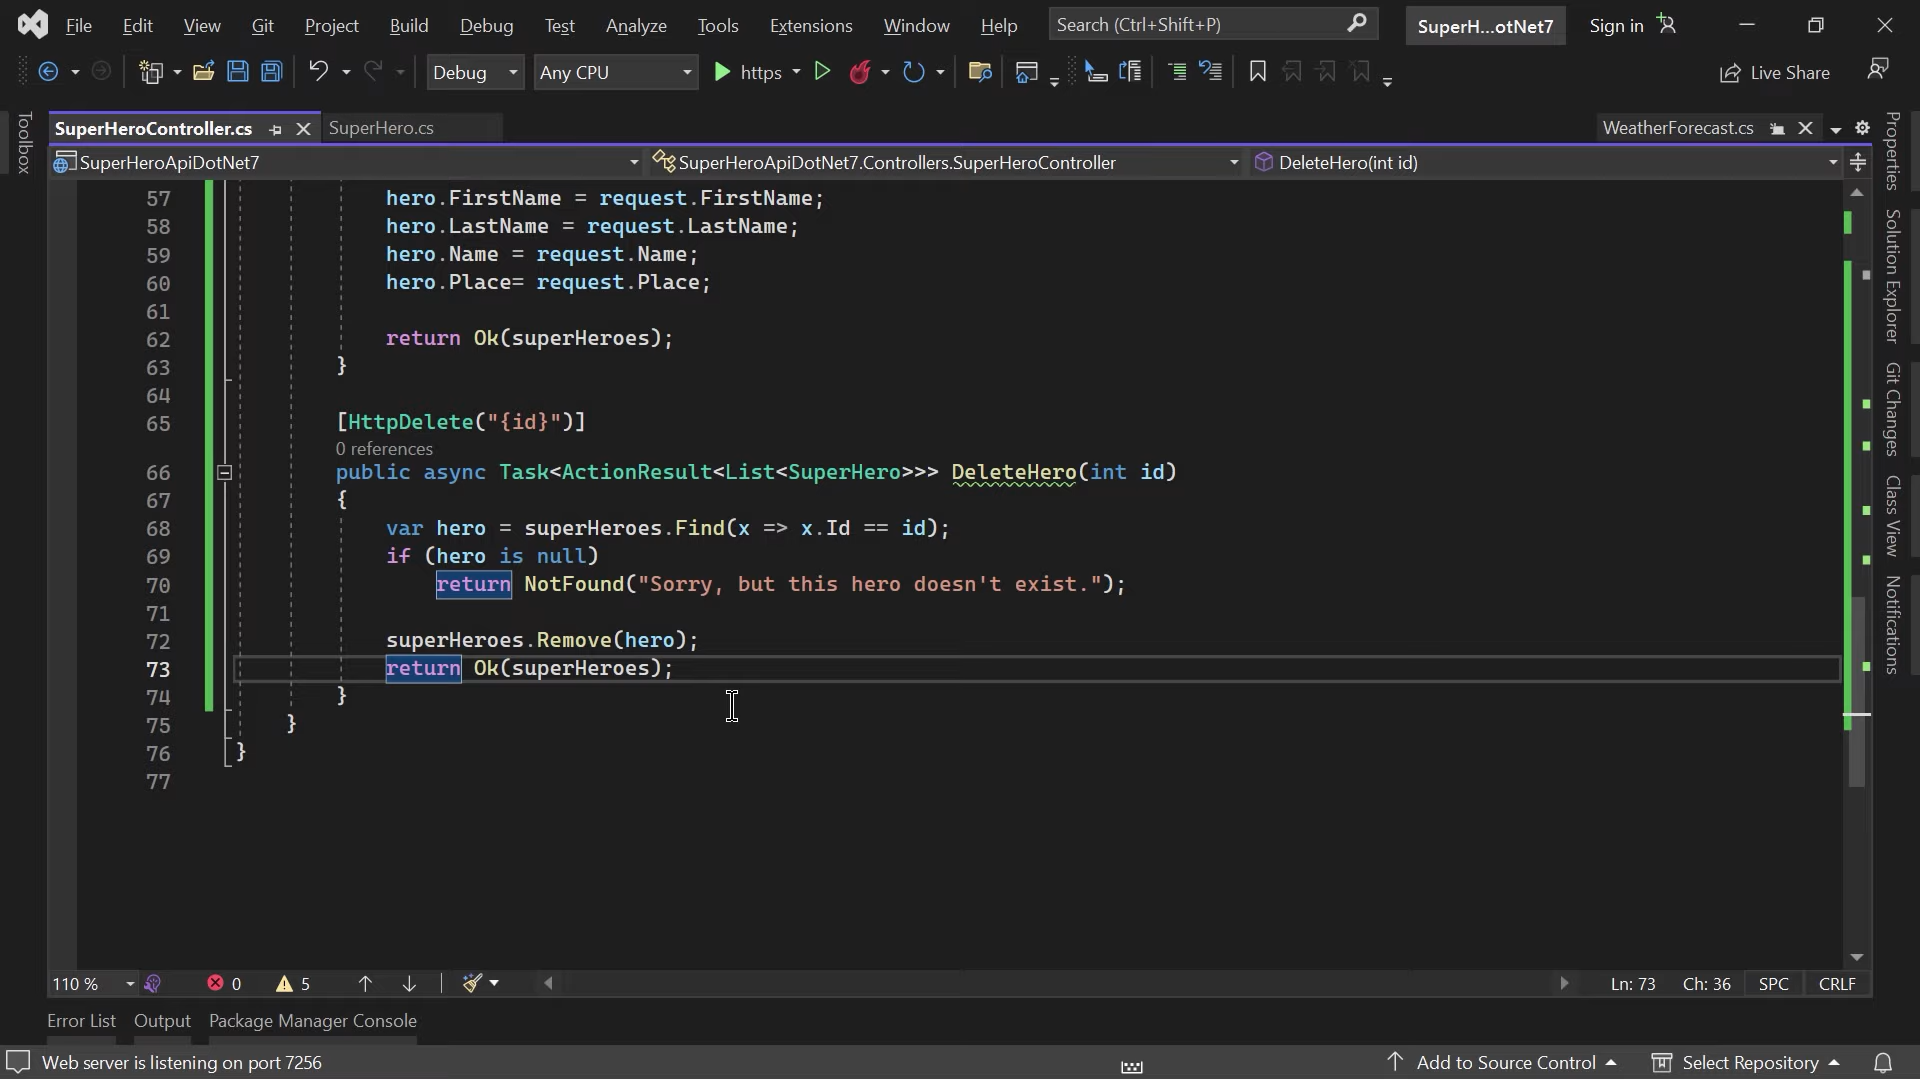 File Edit View Git Project Build Debug Test Analyze Tools Extensions Window Help Search (Ctrl+Shift+P) SuperH...otNet7 Sign in
Debug Any CPU https Live Share
Toolbox
SuperHeroController.cs SuperHero.cs WeatherForecast.cs
SuperHeroApiDotNet7 SuperHeroApiDotNet7.Controllers.SuperHeroController DeleteHero(int id)
57 hero.FirstName = request.FirstName;
58 hero.LastName = request.LastName;
59 hero.Name = request.Name;
60 hero.Place= request.Place;
61
62 return Ok(superHeroes);
63 }
64
65 [HttpDelete("{id}")]
0 references
66 public async Task<ActionResult<List<SuperHero>>> DeleteHero(int id)
67 {
68 var hero = superHeroes.Find(x => x.Id == id);
69 if (hero is null)
70 return NotFound("Sorry, but this hero doesn't exist.");
71
72 superHeroes.Remove(hero);
73 return Ok(superHeroes);
74 }
75 }
76 }
77
Properties
Solution Explorer
Git Changes
Class View
Notifications
110 % 0 5 Ln: 73 Ch: 36 SPC CRLF
Error List Output Package Manager Console
Web server is listening on port 7256 Add to Source Control Select Repository